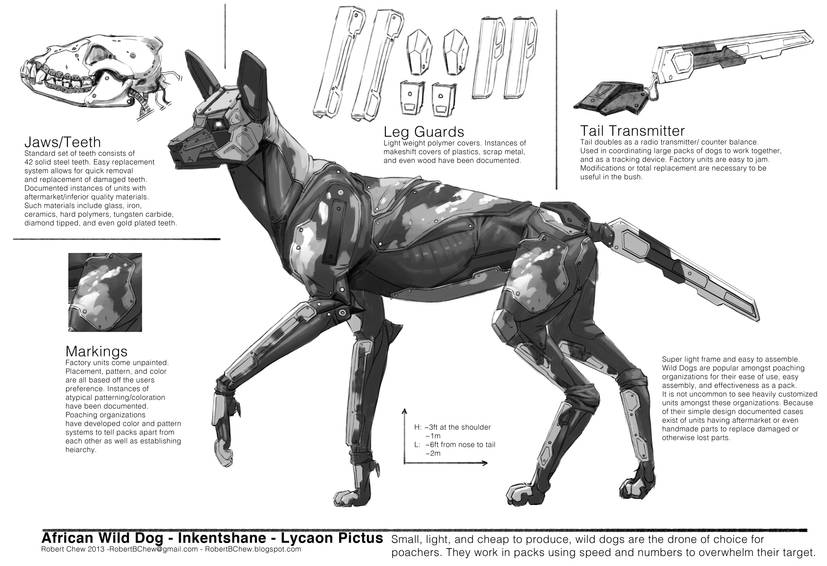 Jaws/Teeth
Standard set of teeth consists of
42 solid steel teeth. Easy replacement
system allows for quick removal
and replacement of damaged teeth.
Documented instances of units with
aftermarket/inferior quality materials.
Such materials include glass, iron,
ceramics, hard polymers, tungsten carbide,
diamond tipped, and even gold plated teeth.
Leg Guards
Light weight polymer covers. Instances of
makeshift covers of plastics, scrap metal,
and even wood have been documented.
Tail Transmitter
Tail doubles as a radio transmitter/ counter balance.
Used in coordinating large packs of dogs to work together,
and as a tracking device. Factory units are easy to jam.
Modifications or total replacement are necessary to be
useful in the bush.
Markings
Factory units come unpainted.
Placement, pattern, and color
are all based off the users
preference. Instances of
atypical patterning/coloration
have been documented.
Poaching organizations
have developed color and pattern
systems to tell packs apart from
each other as well as establishing
heiarchy.
H: ~3ft at the shoulder
~1m
L: ~6ft from nose to tail
~2m
Super light frame and easy to assemble.
Wild Dogs are popular amongst poaching
organizations for their ease of use, easy
assembly, and effectiveness as a pack.
It is not uncommon to see heavily customized
units amongst these organizations. Because
of their simple design documented cases
exist of units having aftermarket or even
handmade parts to replace damaged or
otherwise lost parts.
African Wild Dog - Inkentshane - Lycaon Pictus
Robert Chew 2013 -RobertBChew@gmail.com - RobertBChew.blogspot.com
Small, light, and cheap to produce, wild dogs are the drone of choice for
poachers. They work in packs using speed and numbers to overwhelm their target.